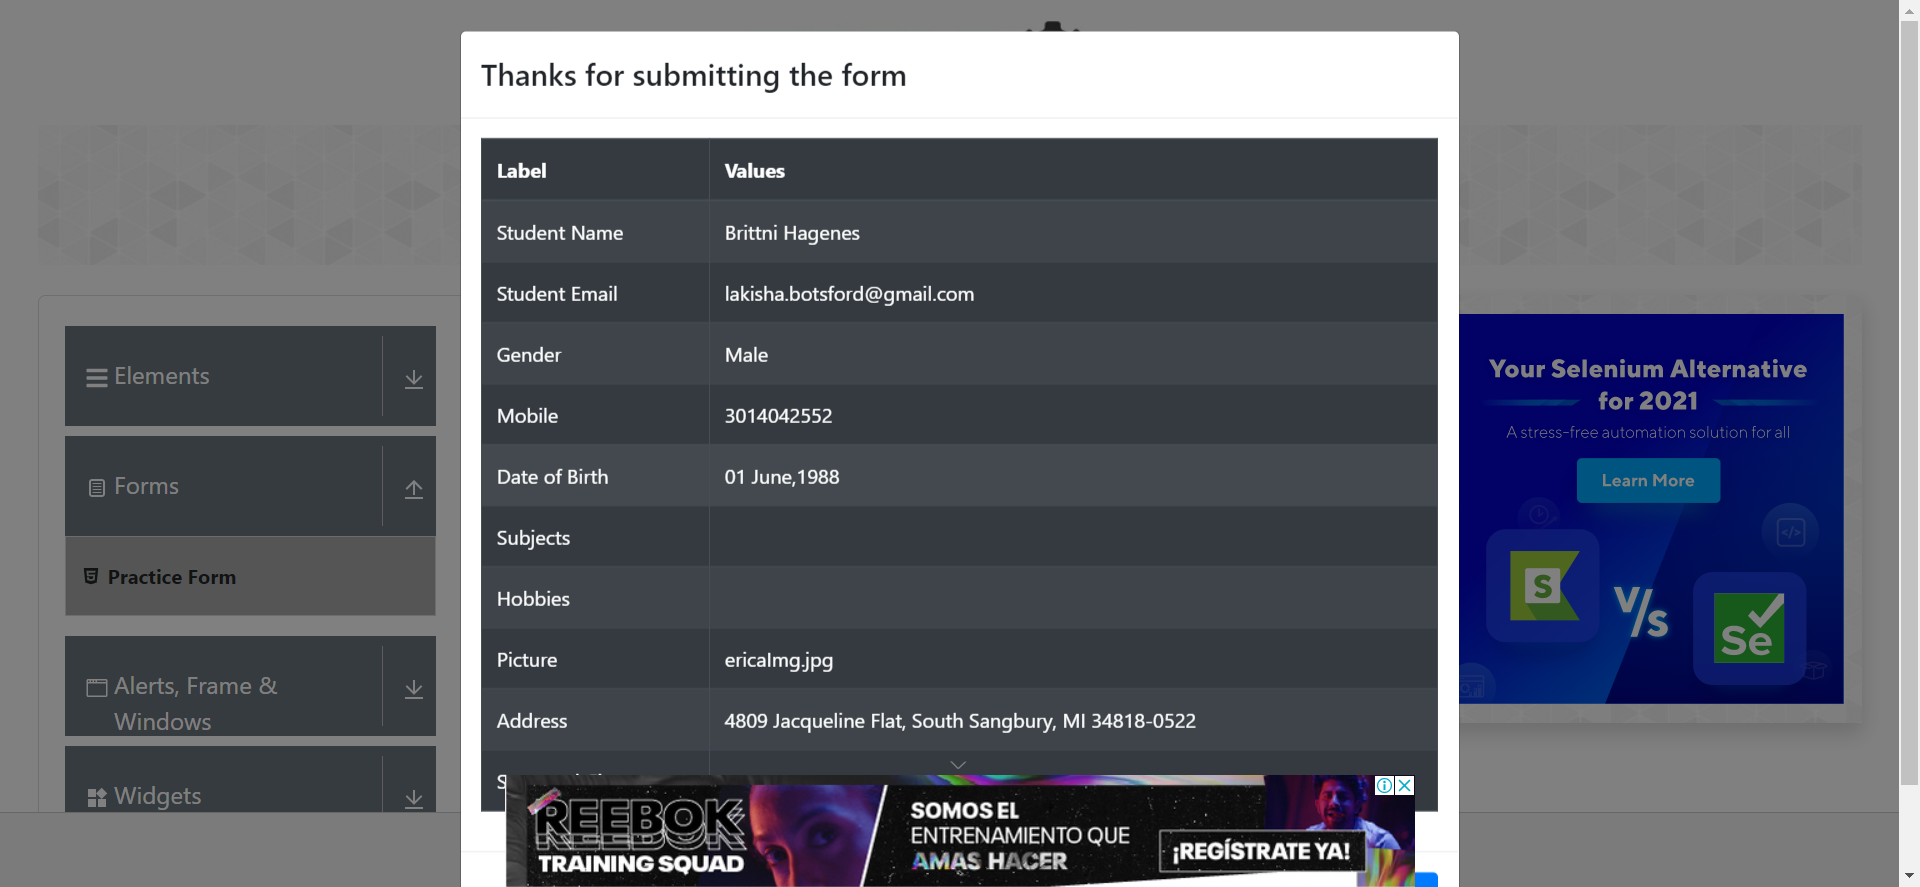 Thanks for submitting the form
Label Values
Student Name Brittni Hagenes
Student Email lakisha.botsford@gmail.com
Gender Male
Mobile 3014042552
Date of Birth 01 June,1988
Subjects
Hobbies
Picture ericaImg.jpg
Address 4809 Jacqueline Flat, South Sangbury, MI 34818-0522
Elements
Forms
Practice Form
Alerts, Frame &
Windows
Widgets
Your Selenium Alternative
for 2021
A stress-free automation solution for all
Learn More
S
V/s
Se
REEBOK
TRAINING SQUAD
SOMOS EL
ENTRENAMIENTO QUE
AMAS HACER
¡REGÍSTRATE YA!